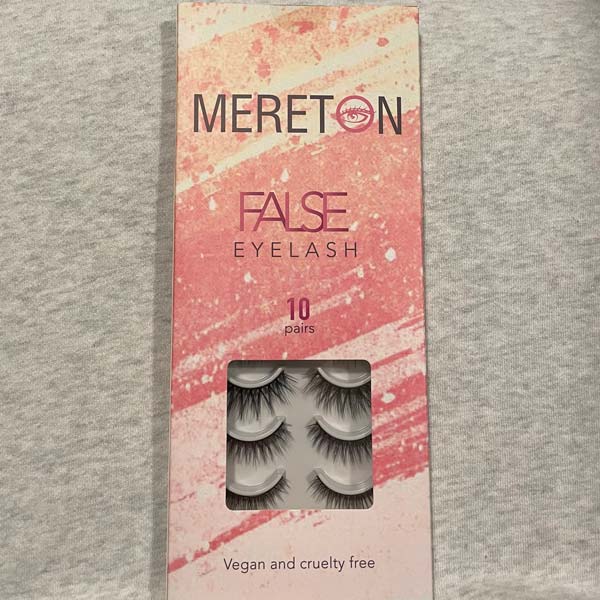 MERETON
FALSE
EYELASH
10
pairs
Vegan and cruelty free